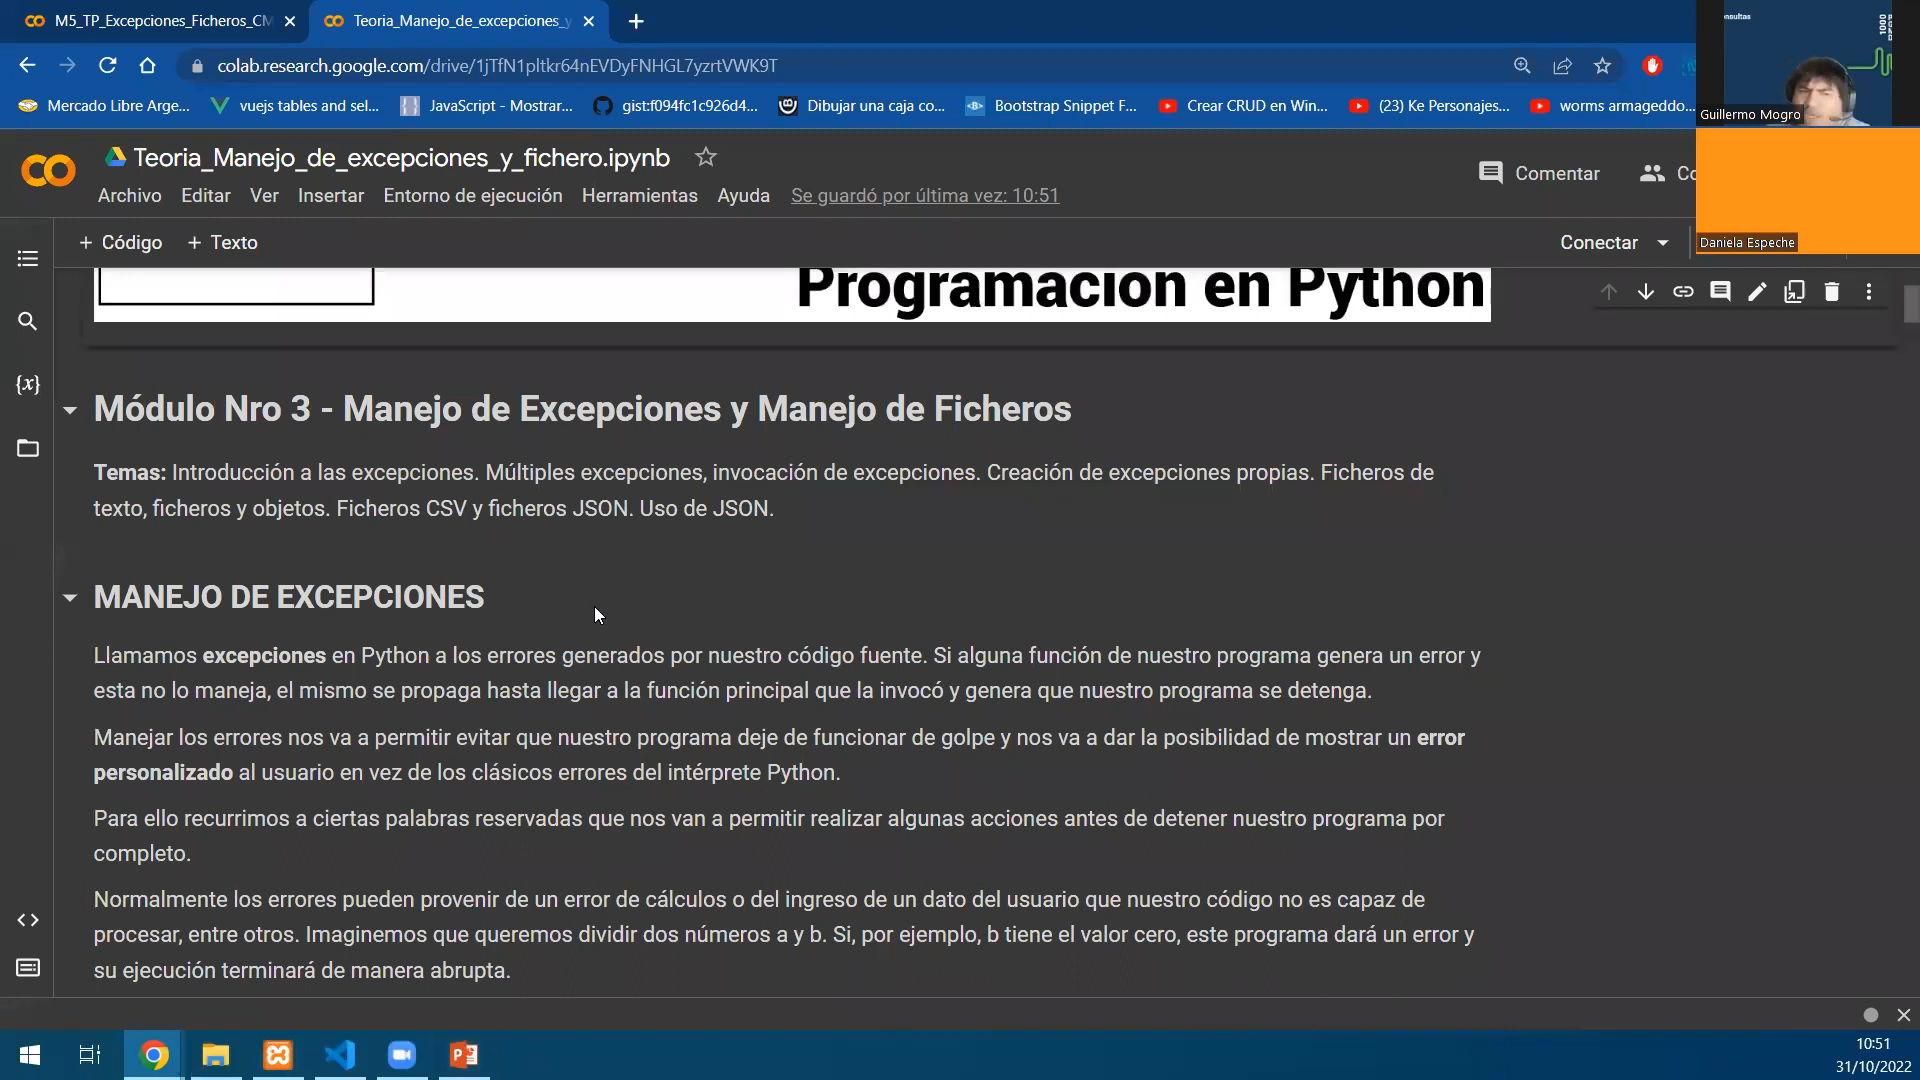 M5_TP_Excepciones_Ficheros_CM
Teoria_Manejo_de_excepciones_y
colab.research.google.com/drive/1jTfN1pltkr64nEVDyFNHGL7yzrtVWK9T
Mercado Libre Arge...
vuejs tables and sel...
JavaScript - Mostrar...
gist:f094fc1c926d4...
Dibujar una caja co...
Bootstrap Snippet F...
Crear CRUD en Win...
(23) Ke Personajes...
worms armageddo...
nsultas
1000
Guillermo Mogro
Daniela Espeche
Teoria_Manejo_de_excepciones_y_fichero.ipynb
Comentar
Co
Archivo Editar Ver Insertar Entorno de ejecución Herramientas Ayuda Se guardó por última vez: 10:51
+ Código + Texto
Conectar
Programación en Python
Módulo Nro 3 - Manejo de Excepciones y Manejo de Ficheros
Temas: Introducción a las excepciones. Múltiples excepciones, invocación de excepciones. Creación de excepciones propias. Ficheros de
texto, ficheros y objetos. Ficheros CSV y ficheros JSON. Uso de JSON.
MANEJO DE EXCEPCIONES
Llamamos excepciones en Python a los errores generados por nuestro código fuente. Si alguna función de nuestro programa genera un error y
esta no lo maneja, el mismo se propaga hasta llegar a la función principal que la invocó y genera que nuestro programa se detenga.
Manejar los errores nos va a permitir evitar que nuestro programa deje de funcionar de golpe y nos va a dar la posibilidad de mostrar un error
personalizado al usuario en vez de los clásicos errores del intérprete Python.
Para ello recurrimos a ciertas palabras reservadas que nos van a permitir realizar algunas acciones antes de detener nuestro programa por
completo.
Normalmente los errores pueden provenir de un error de cálculos o del ingreso de un dato del usuario que nuestro código no es capaz de
procesar, entre otros. Imaginemos que queremos dividir dos números a y b. Si, por ejemplo, b tiene el valor cero, este programa dará un error y
su ejecución terminará de manera abrupta.
10:51
31/10/2022